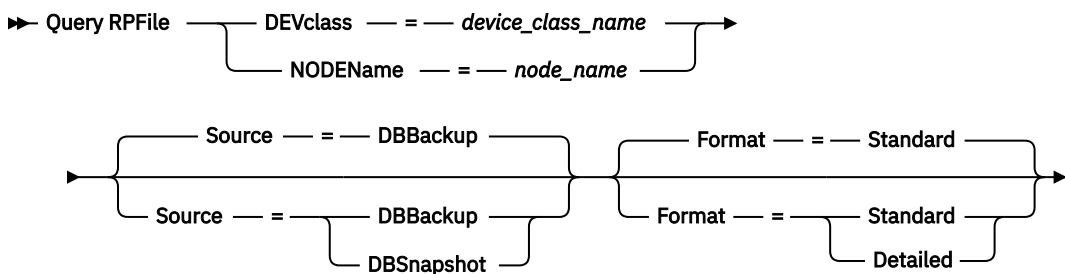 Query RPFile DEVclass = device_class_name
NODEName = node_name
Source = DBBackup Format = Standard
Source = DBBackup Format = Standard
DBSnapshot Detailed